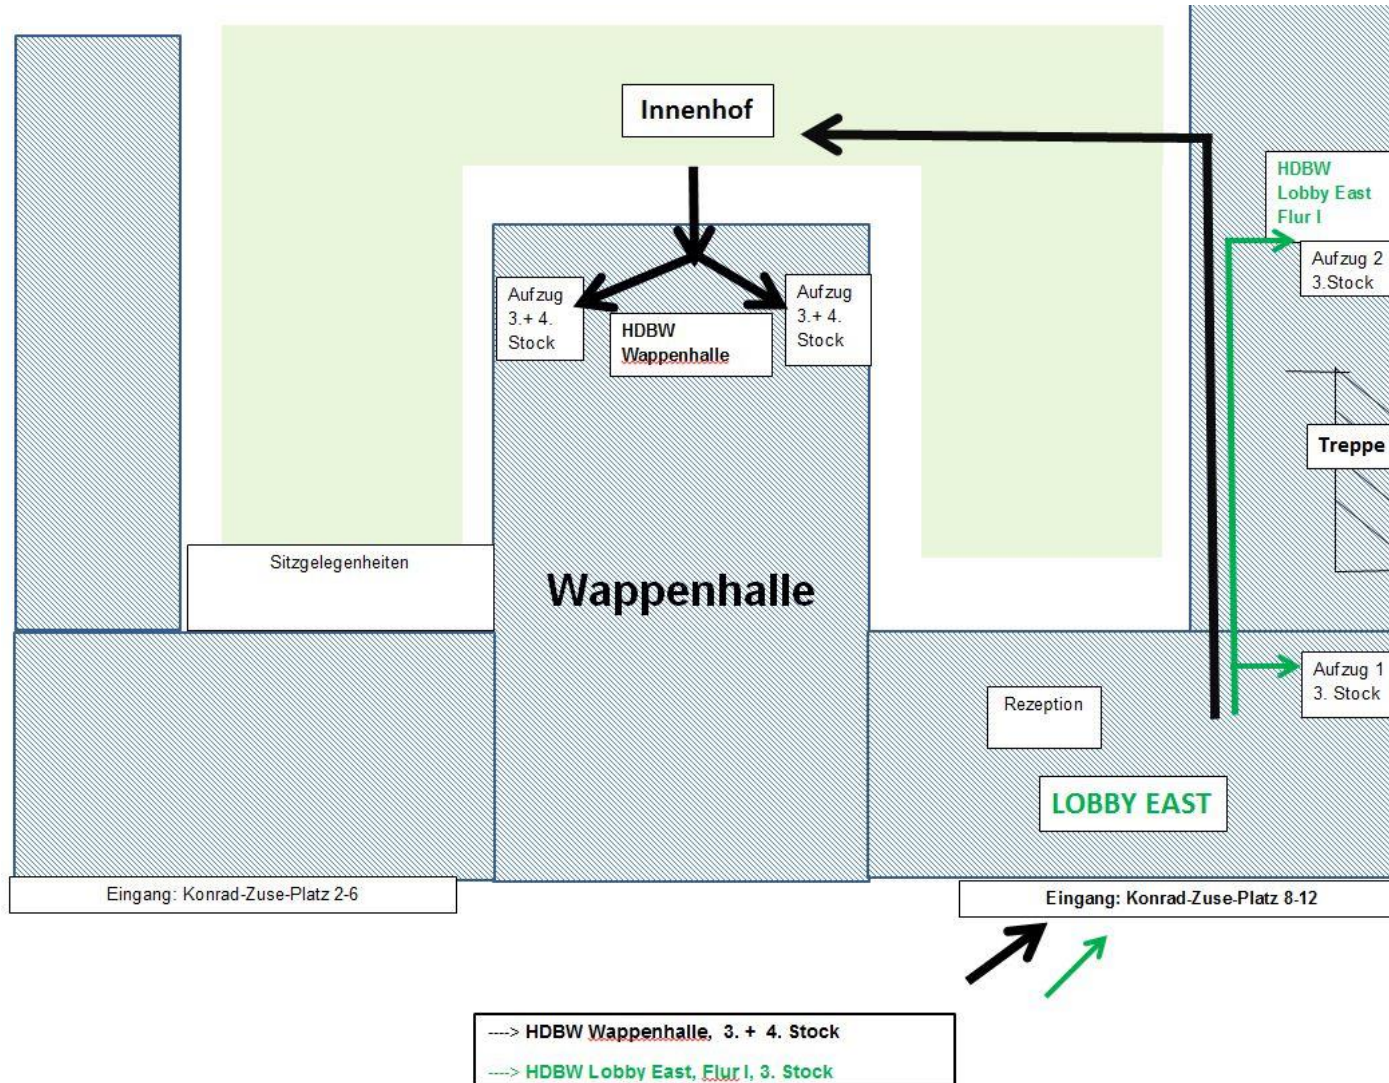 Innenhof
HDBW
Lobby East
Flur I
Aufzug 2
3.Stock
Aufzug
3.+ 4.
Stock
HDBW
Wappenhalle
Aufzug
3.+ 4.
Stock
Treppe
Sitzgelegenheiten
Wappenhalle
Aufzug 1
3. Stock
Rezeption
LOBBY EAST
Eingang: Konrad-Zuse-Platz 2-6
Eingang: Konrad-Zuse-Platz 8-12
----> HDBW Wappenhalle, 3. + 4. Stock
----> HDBW Lobby East, Flur I, 3. Stock